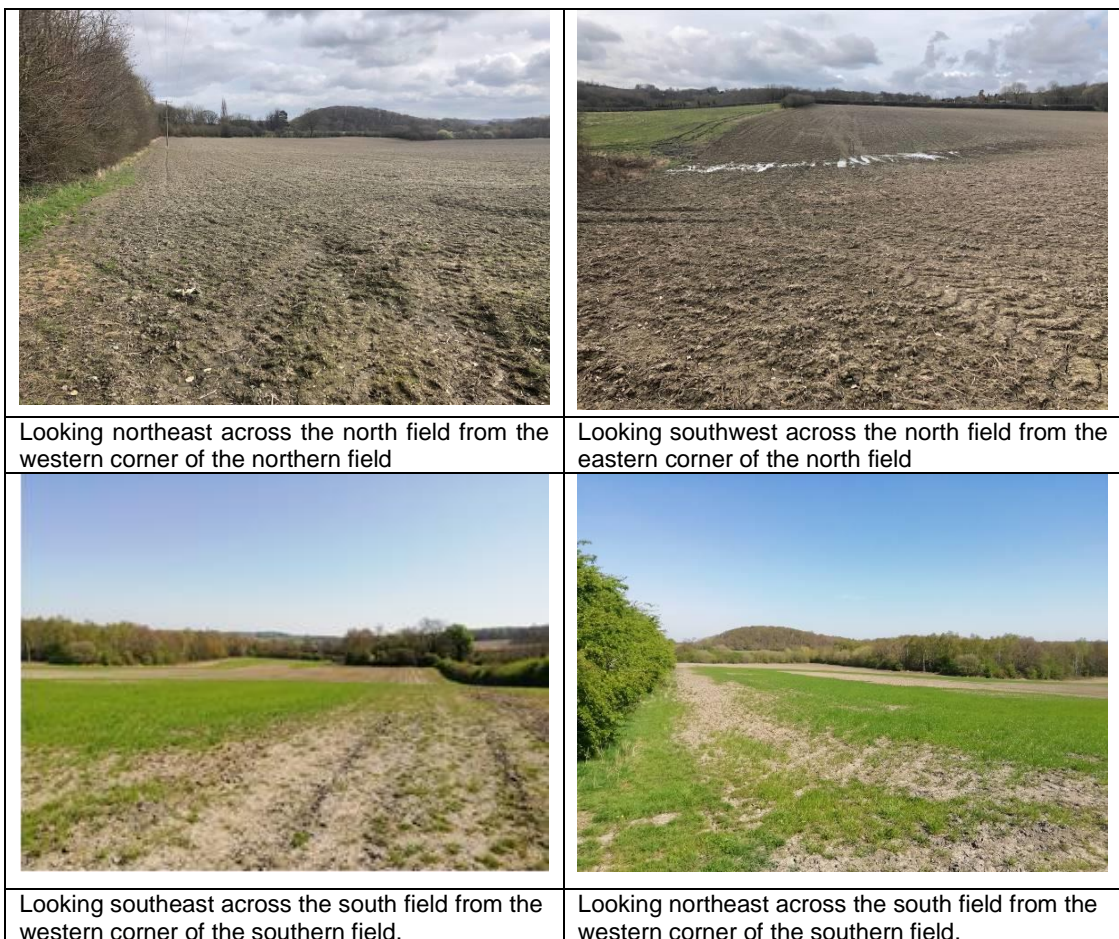 Looking northeast across the north field from the
western corner of the northern field
Looking southwest across the north field from the
eastern corner of the north field
Looking southeast across the south field from the
western corner of the southern field.
Looking northeast across the south field from the
western corner of the southern field.